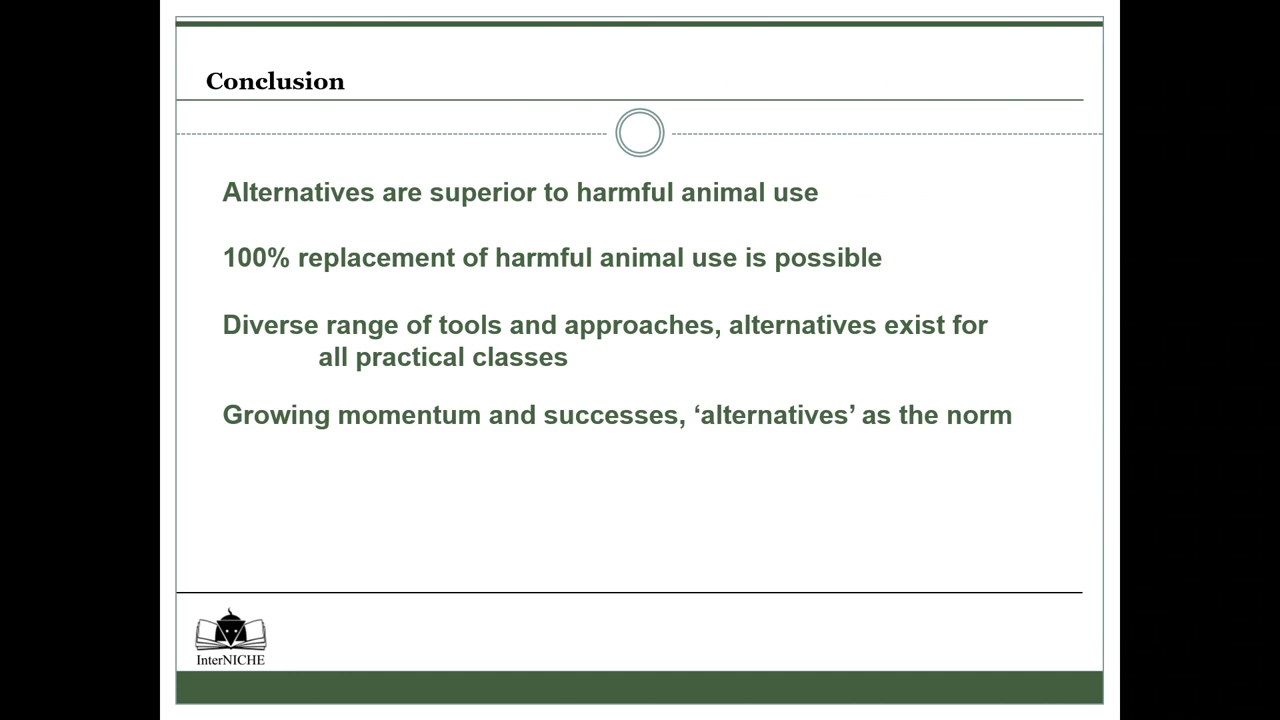 Conclusion
Alternatives are superior to harmful animal use
100% replacement of harmful animal use is possible
Diverse range of tools and approaches, alternatives exist for
all practical classes
Growing momentum and successes, ‘alternatives’ as the norm
InterNICHE